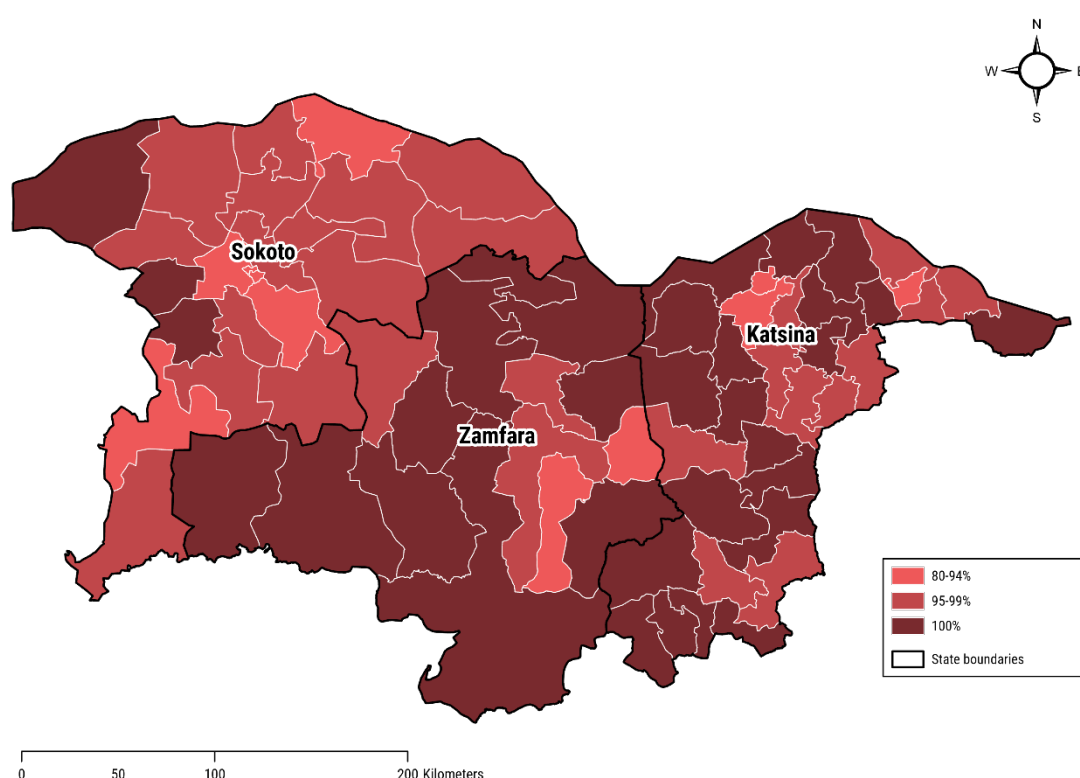 N
W E
S
Sokoto
Katsina
Zamfara
80-94%
95-99%
100%
State boundaries
0 50 100 200 Kilometers